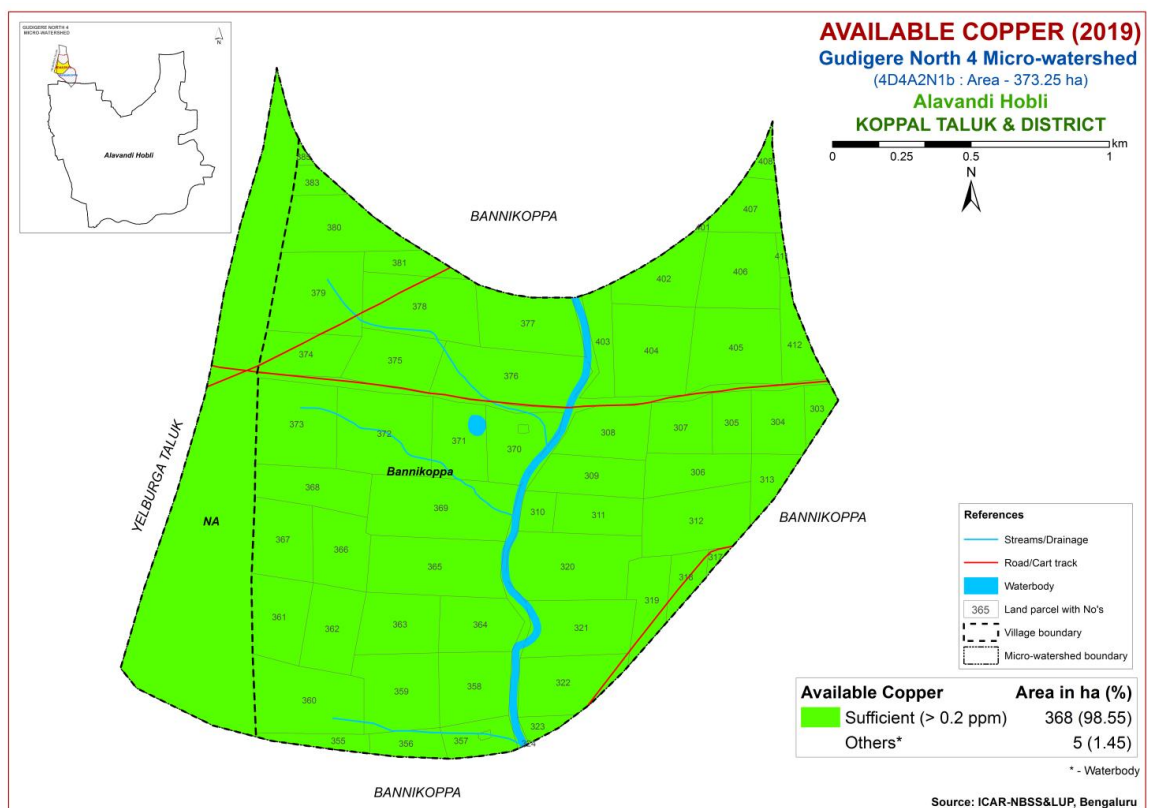 GUDIGERE NORTH 4
MICRO-WATERSHED
N
Alavandi Hobli
AVAILABLE COPPER (2019)
Gudigere North 4 Micro-watershed
(4D4A2N1b : Area - 373.25 ha)
Alavandi Hobli
KOPPAL TALUK & DISTRICT
0 0.25 0.5 1 km
N
BANNIKOPPA
383
380
381
379
378
377
374
375
376
408
407
401
406
402
403
404
405
412
373
372
371
370
308
307
305
304
303
Bannikoppa
309
306
313
368
369
310
311
312
NA
367
366
365
320
317
318
319
361
362
363
364
321
360
359
358
322
323
355
356
357
324
YELBURGA TALUK
BANNIKOPPA
BANNIKOPPA
References
Streams/Drainage
Road/Cart track
Waterbody
365 Land parcel with No's
Village boundary
Micro-watershed boundary
Available Copper Area in ha (%)
Sufficient (> 0.2 ppm) 368 (98.55)
Others* 5 (1.45)
* - Waterbody
Source: ICAR-NBSS&LUP, Bengaluru